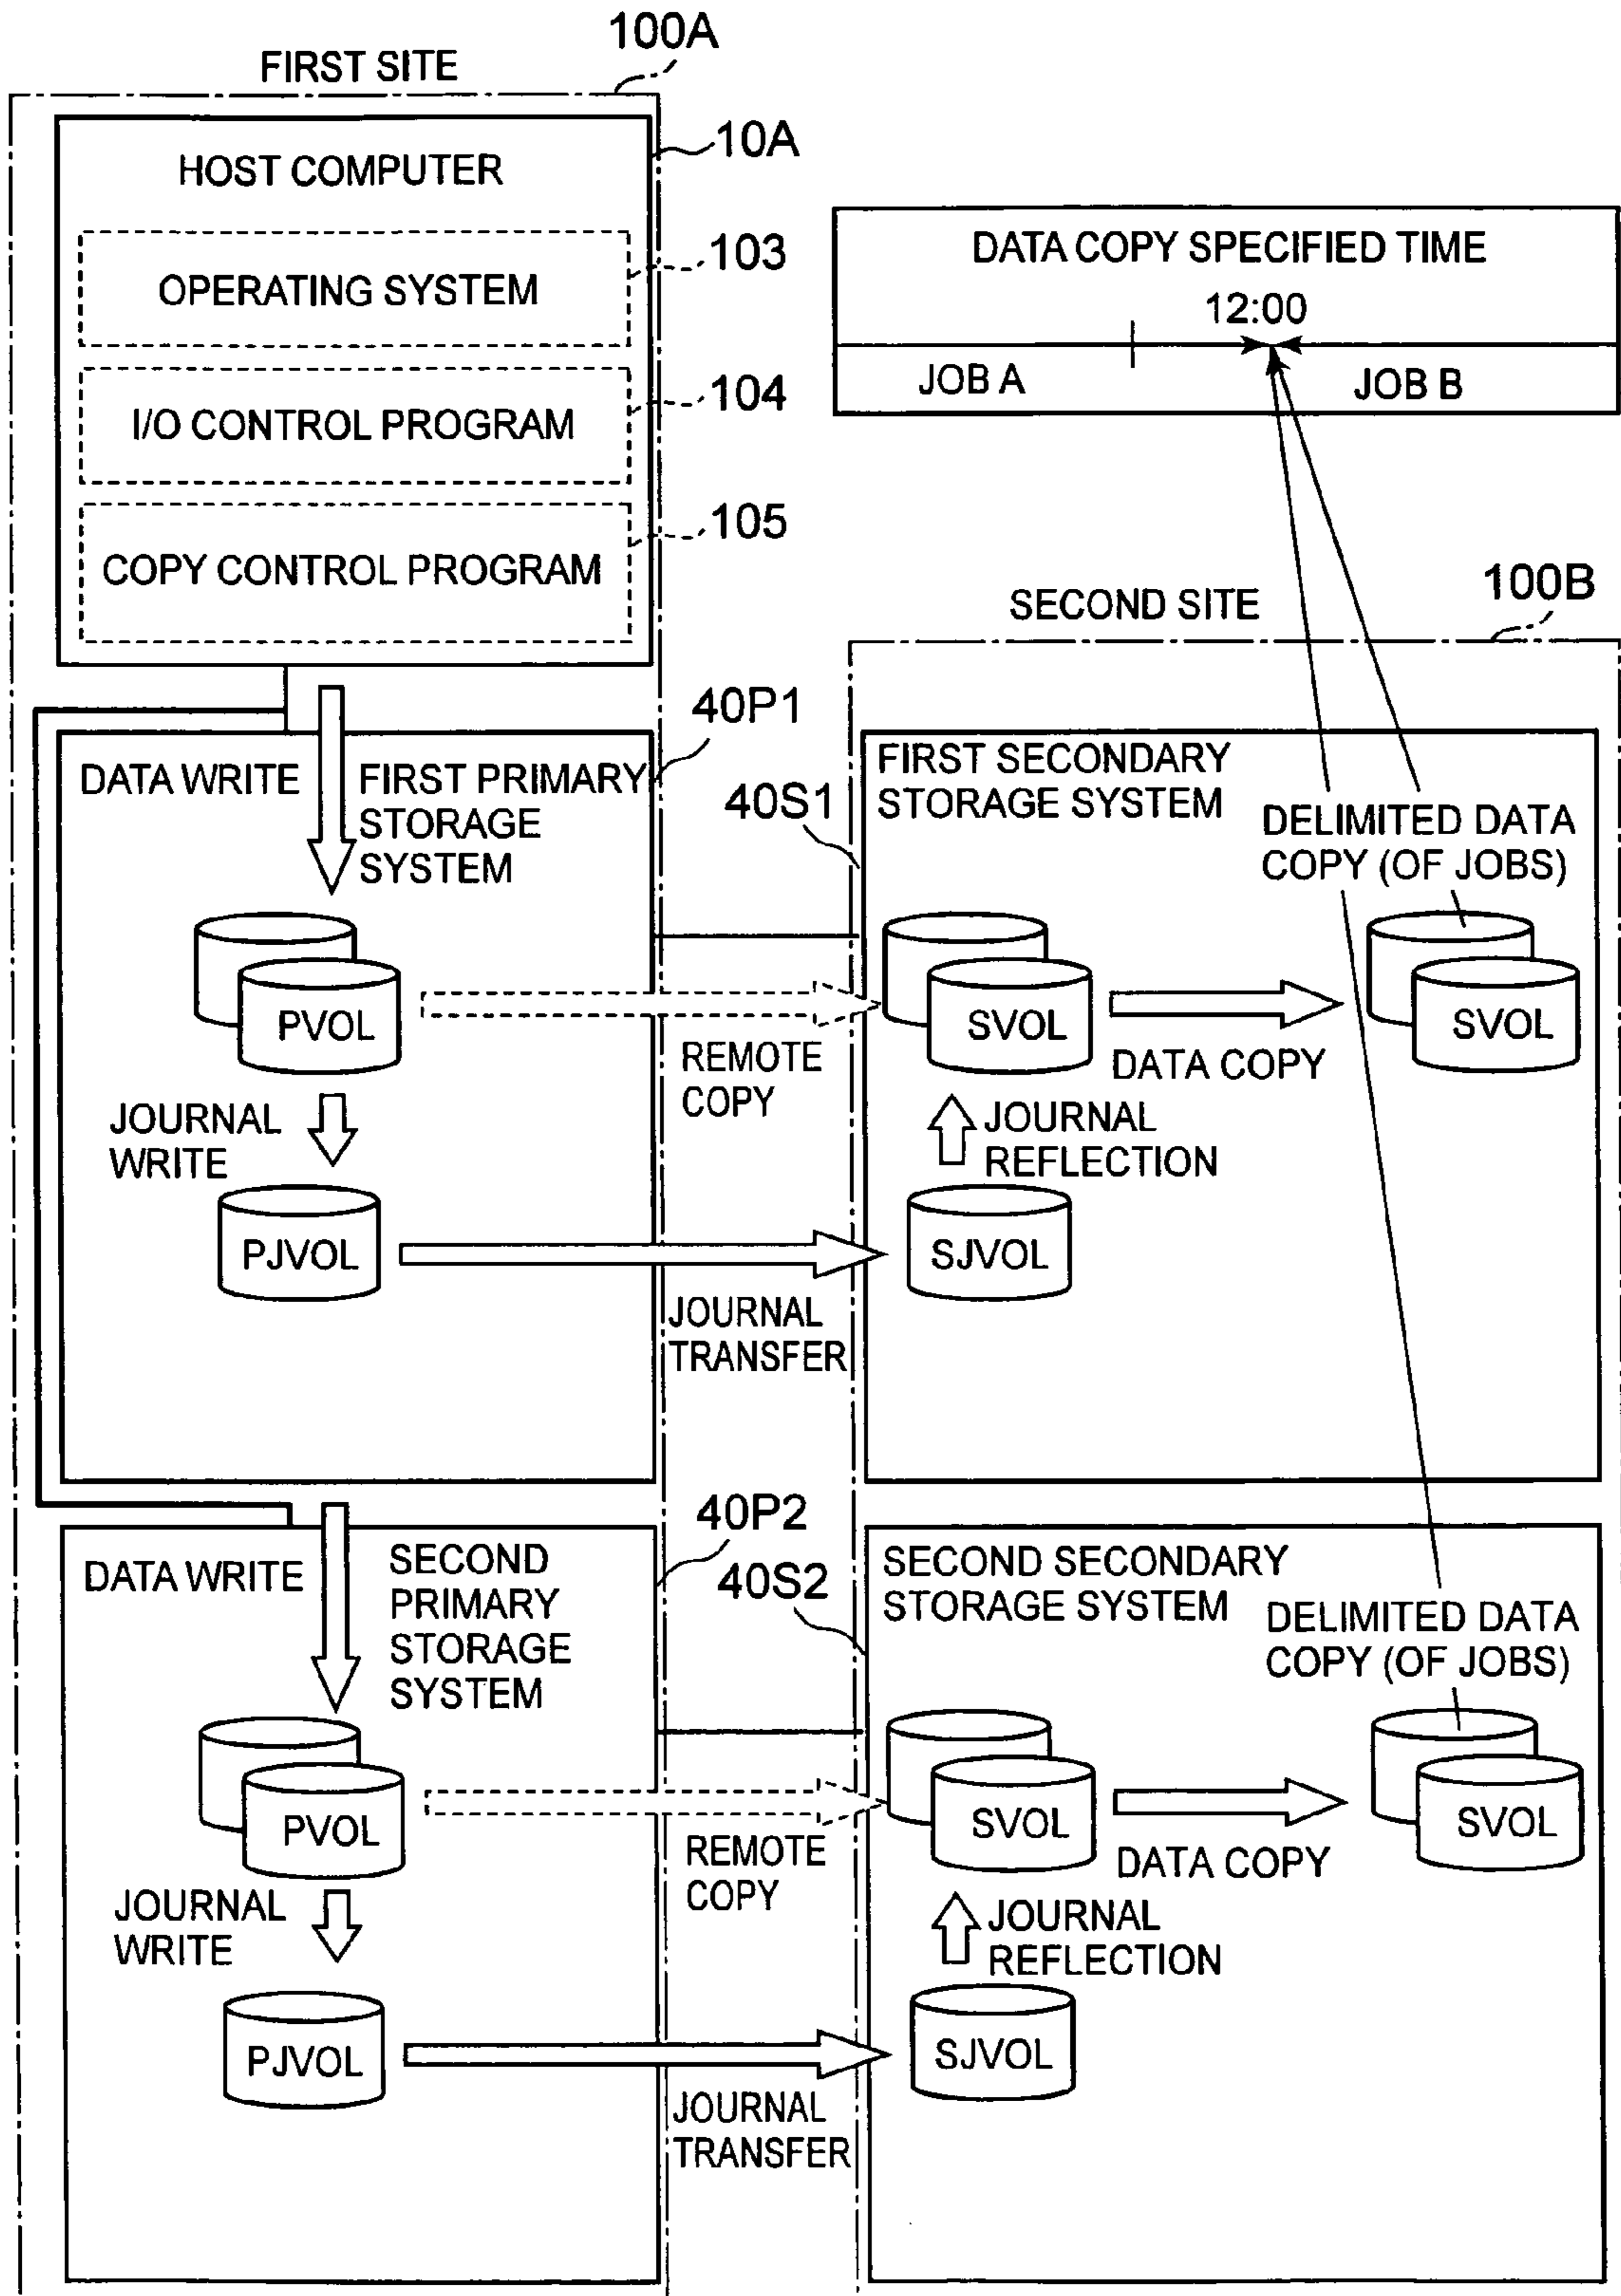 100A
FIRST SITE
10A
HOST COMPUTER
103
OPERATING SYSTEM
104
I/O CONTROL PROGRAM
105
COPY CONTROL PROGRAM
DATA COPY SPECIFIED TIME
12:00
JOB A
JOB B
SECOND SITE
100B
40P1
DATA WRITE
FIRST PRIMARY
STORAGE
SYSTEM
PVOL
JOURNAL
WRITE
PJVOL
REMOTE
COPY
JOURNAL
TRANSFER
40S1
FIRST SECONDARY
STORAGE SYSTEM
DELIMITED DATA
COPY (OF JOBS)
SVOL
DATA COPY
SVOL
JOURNAL
REFLECTION
SJVOL
40P2
DATA WRITE
SECOND
PRIMARY
STORAGE
SYSTEM
PVOL
JOURNAL
WRITE
PJVOL
REMOTE
COPY
JOURNAL
TRANSFER
40S2
SECOND SECONDARY
STORAGE SYSTEM
DELIMITED DATA
COPY (OF JOBS)
SVOL
DATA COPY
SVOL
JOURNAL
REFLECTION
SJVOL